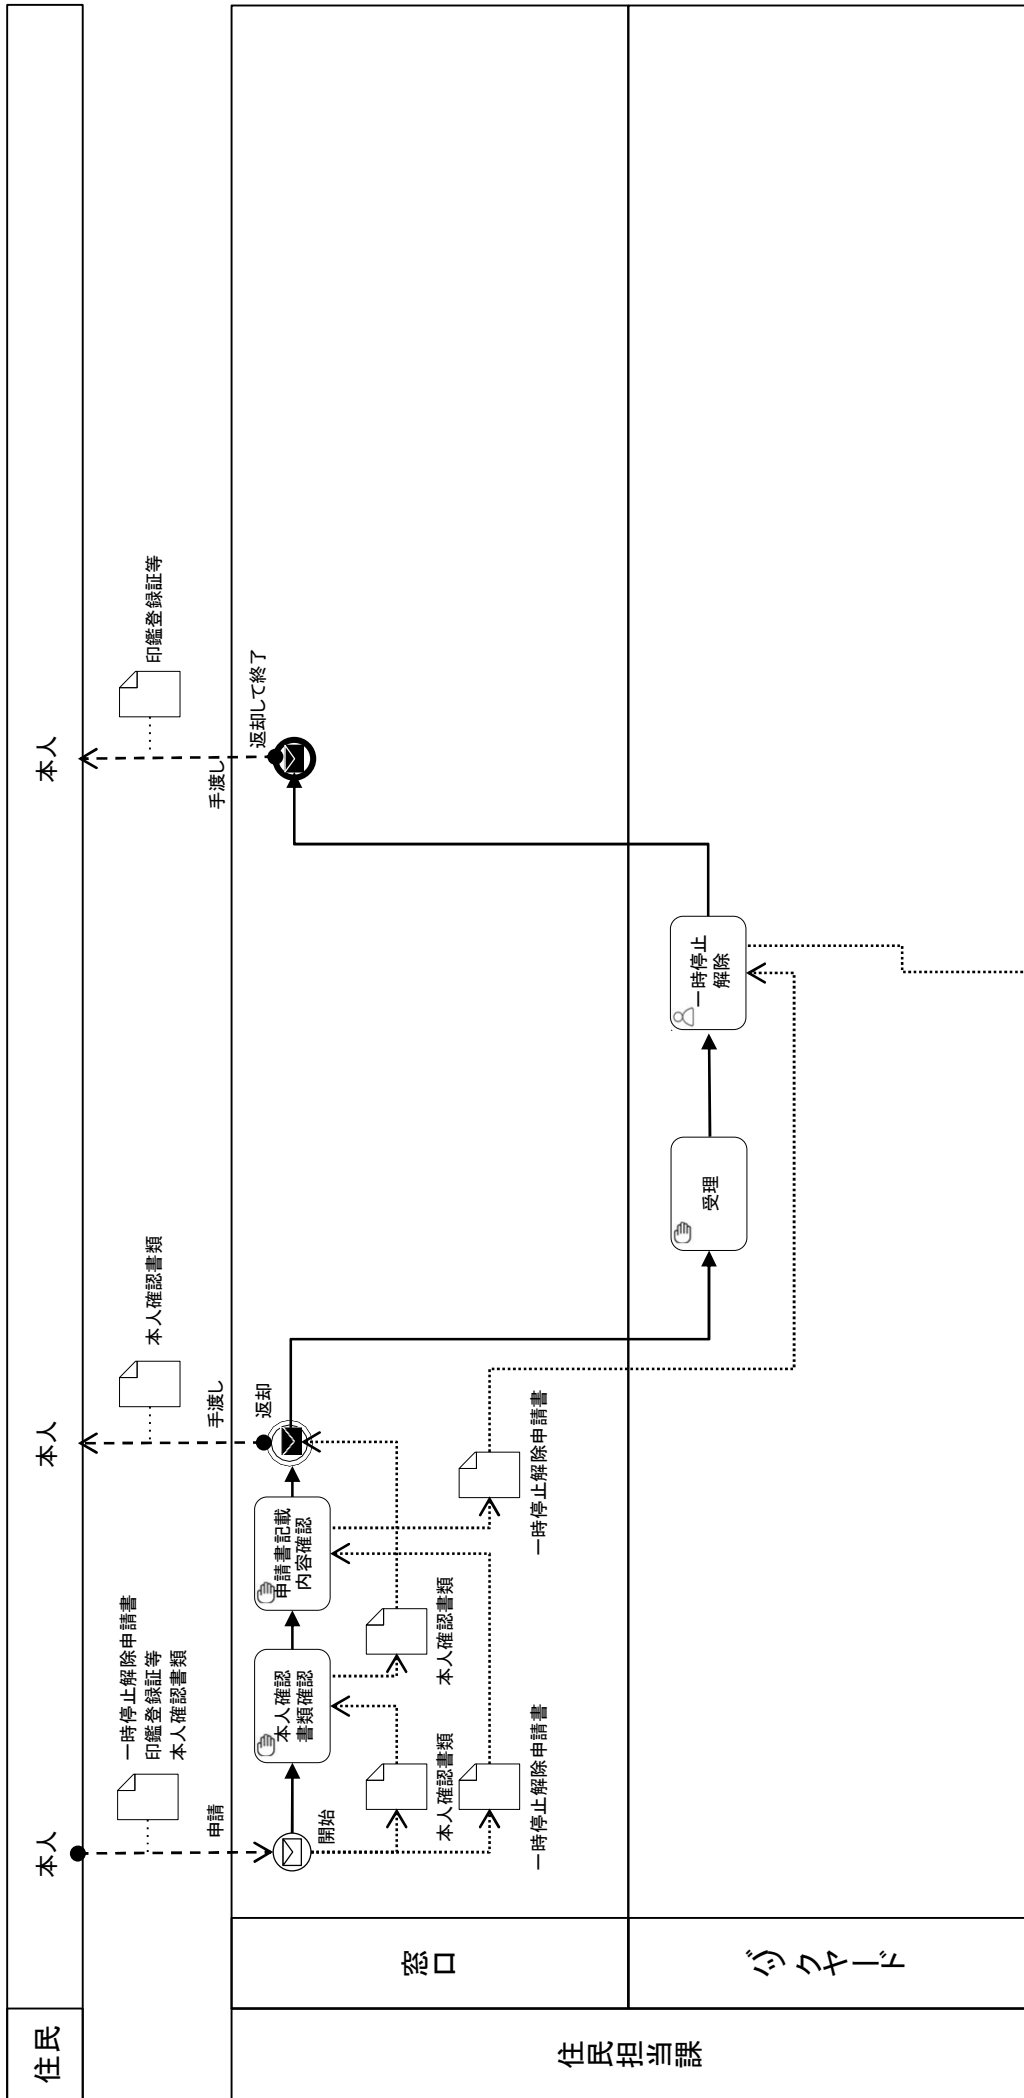 住民
本人
本人
本人
一時停止解除申請書
印鑑登録証等
本人確認書類
申請
本人確認書類
手渡し
印鑑登録証等
手渡し
住民担当課
窓口
開始
本人確認
書類確認
申請書記載
内容確認
返却
返却して終了
本人確認書類
本人確認書類
一時停止解除申請書
一時停止解除申請書
バックヤード
受理
一時停止
解除